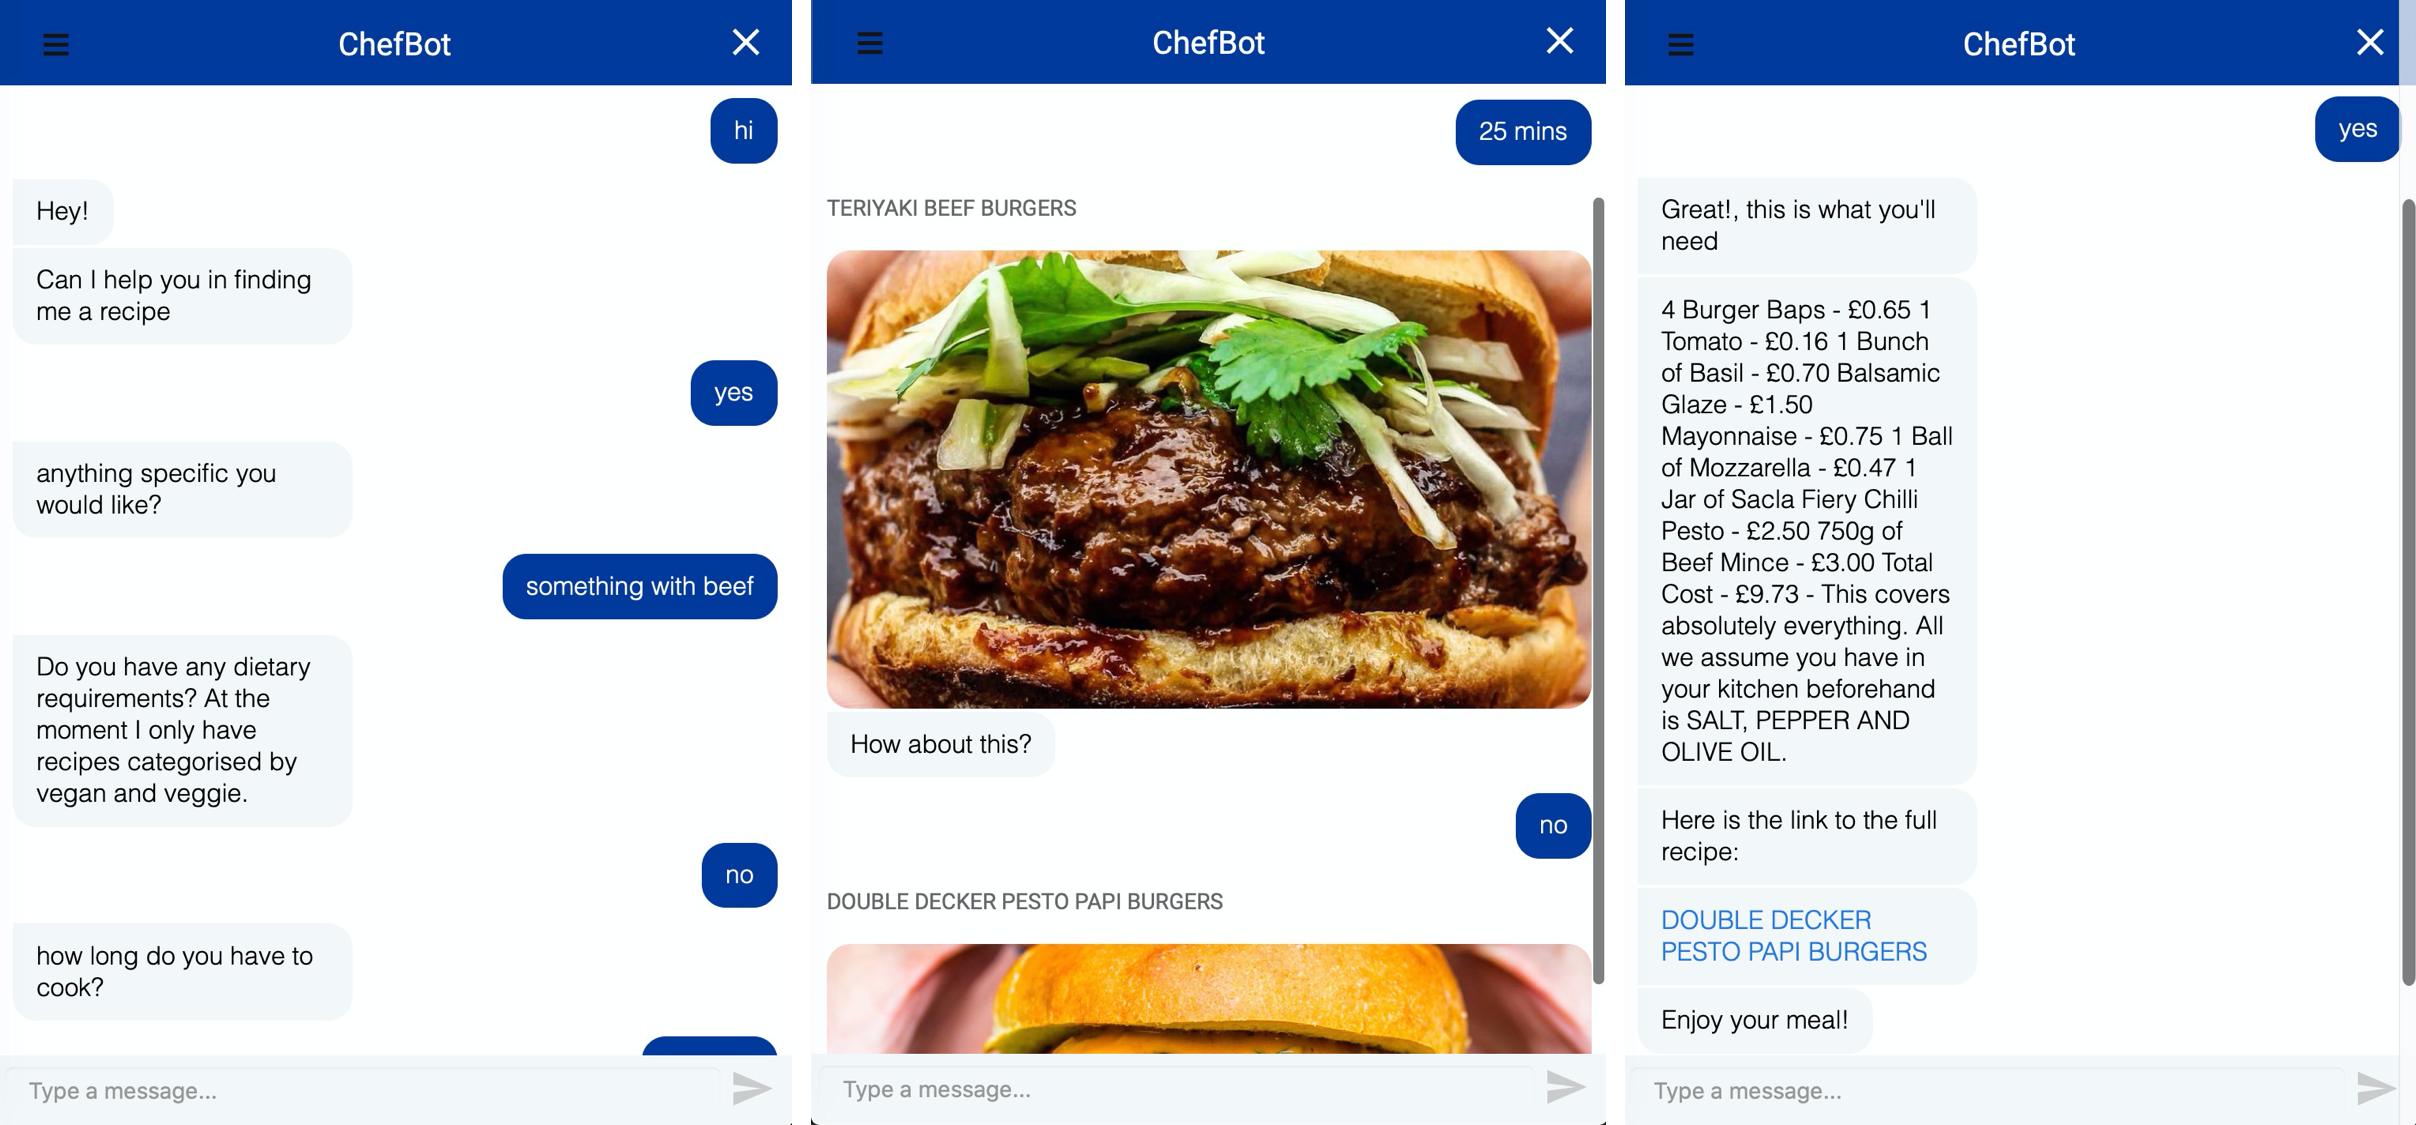 ChefBot
hi
Hey!
Can I help you in finding
me a recipe
yes
anything specific you
would like?
something with beef
Do you have any dietary
requirements? At the
moment I only have
recipes categorised by
vegan and veggie.
no
how long do you have to
cook?
Type a message...
ChefBot
25 mins
TERIYAKI BEEF BURGERS
How about this?
no
DOUBLE DECKER PESTO PAPI BURGERS
Type a message...
ChefBot
yes
Great!, this is what you'll
need
4 Burger Baps - £0.65 1
Tomato - £0.16 1 Bunch
of Basil - £0.70 Balsamic
Glaze - £1.50
Mayonnaise - £0.75 1 Ball
of Mozzarella - £0.47 1
Jar of Sacla Fiery Chilli
Pesto - £2.50 750g of
Beef Mince - £3.00 Total
Cost - £9.73 - This covers
absolutely everything. All
we assume you have in
your kitchen beforehand
is SALT, PEPPER AND
OLIVE OIL.
Here is the link to the full
recipe:
DOUBLE DECKER
PESTO PAPI BURGERS
Enjoy your meal!
Type a message...